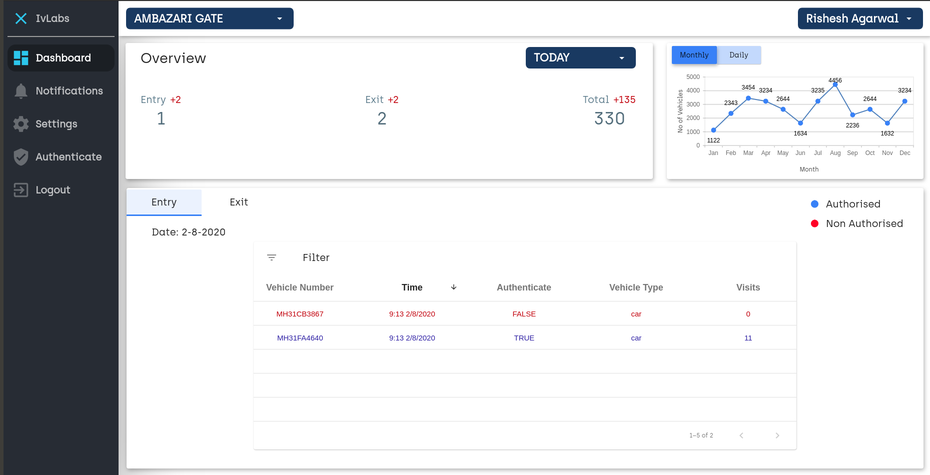 IvLabs
AMBAZARI GATE
Rishesh Agarwal
Dashboard
Notifications
Settings
Authenticate
Logout
Overview
TODAY
Entry +2
Exit +2
Total +135
1
2
330
Monthly
Daily
No of Vehicles
5000
4000
3000
2000
1000
0
1122
2343
3454
3234
2644
1634
3235
4456
2236
2644
1632
3234
Jan
Feb
Mar
Apr
May
Jun
Jul
Aug
Sep
Oct
Nov
Dec
Month
Entry
Exit
Authorised
Non Authorised
Date: 2-8-2020
Filter
Vehicle Number Time Authenticate Vehicle Type Visits
MH31CB3867 9:13 2/8/2020 FALSE car 0
MH31FA4640 9:13 2/8/2020 TRUE car 11
1–5 of 2